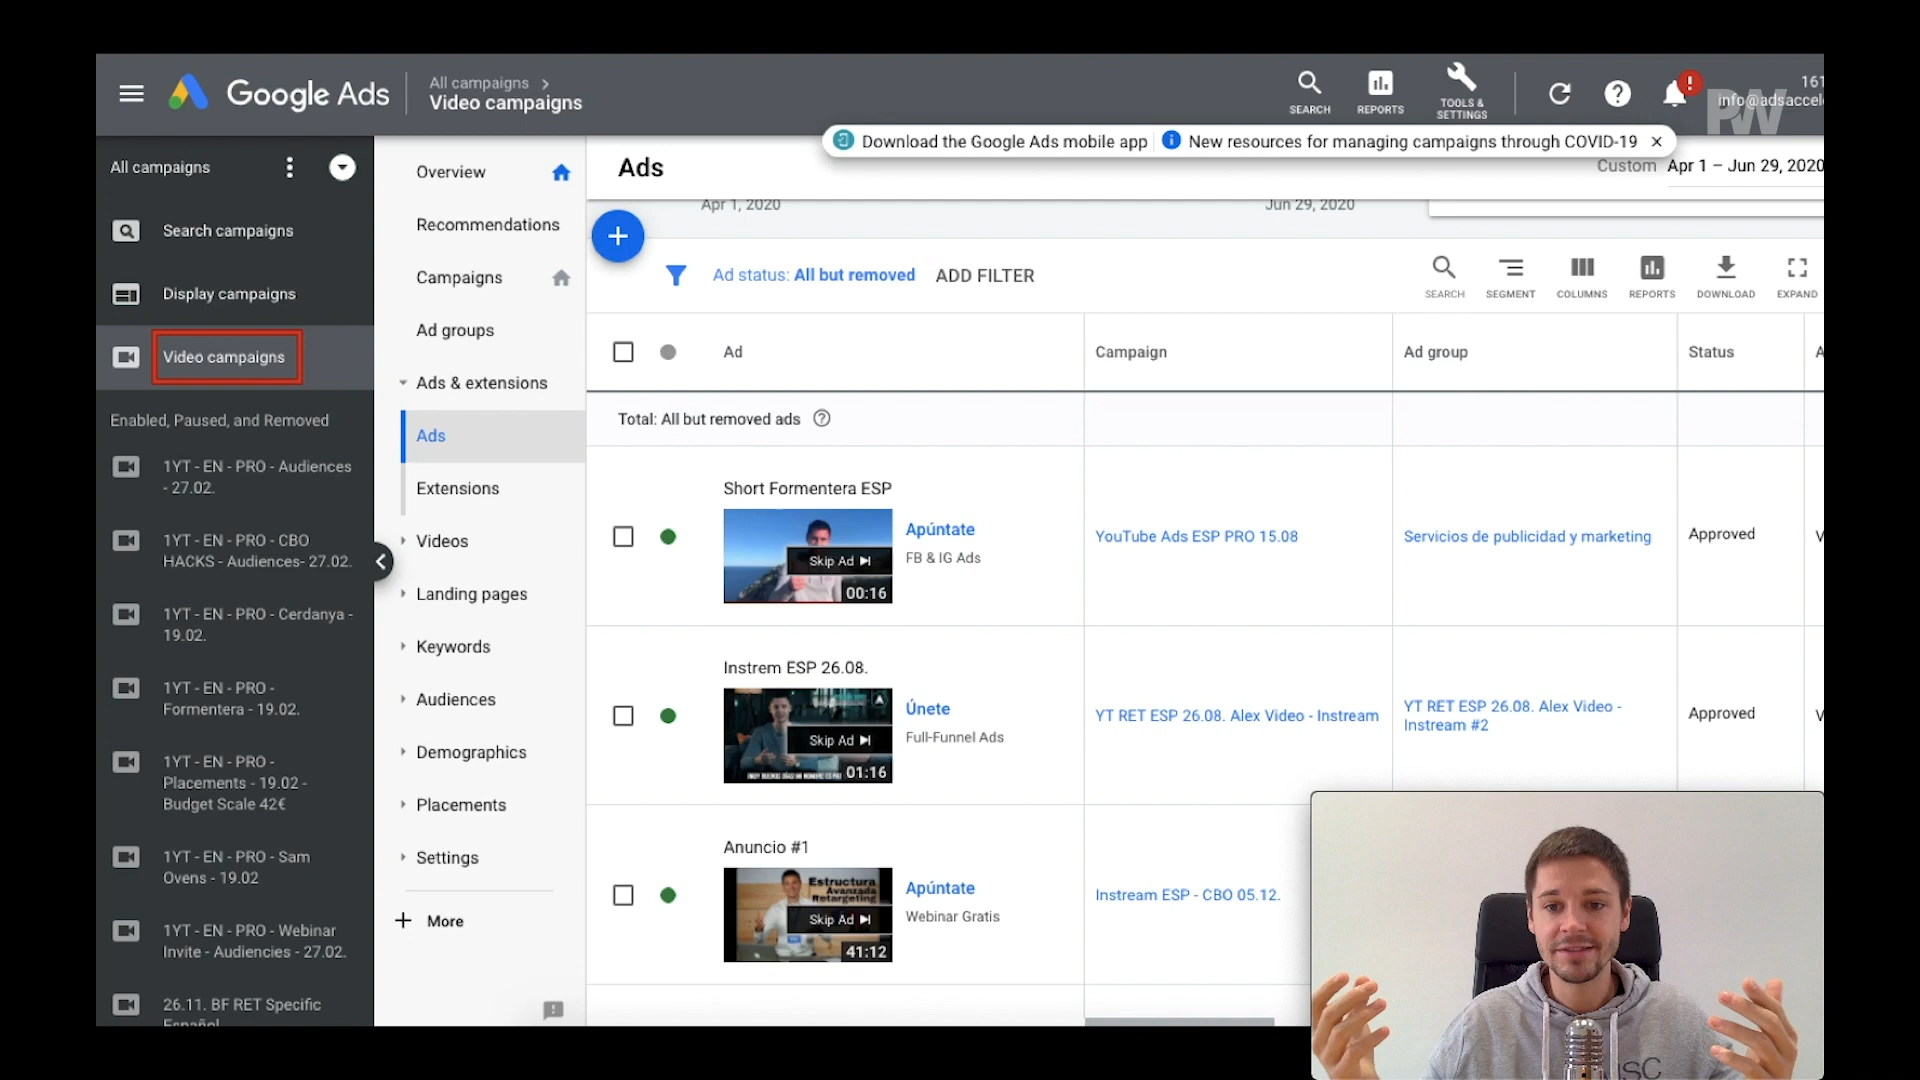 Google Ads
All campaigns
Video campaigns
SEARCH
REPORTS
TOOLS &
SETTINGS
161
info@adsaccel
PW
Download the Google Ads mobile app
New resources for managing campaigns through COVID-19
All campaigns
Search campaigns
Display campaigns
Video campaigns
Enabled, Paused, and Removed
1YT - EN - PRO - Audiences
- 27.02.
1YT - EN - PRO - CBO
HACKS - Audiences- 27.02.
1YT - EN - PRO - Cerdanya -
19.02.
1YT - EN - PRO -
Formentera - 19.02.
1YT - EN - PRO -
Placements - 19.02 -
Budget Scale 42€
1YT - EN - PRO - Sam
Ovens - 19.02
1YT - EN - PRO - Webinar
Invite - Audiencies - 27.02.
26.11. BF RET Specific
Español
Overview
Recommendations
Campaigns
Ad groups
Ads & extensions
Ads
Extensions
Videos
Landing pages
Keywords
Audiences
Demographics
Placements
Settings
More
Ads
Custom
Apr 1 – Jun 29, 2020
Apr 1, 2020
Jun 29, 2020
Ad status: All but removed
ADD FILTER
SEARCH
SEGMENT
COLUMNS
REPORTS
DOWNLOAD
EXPAND
Ad
Campaign
Ad group
Status
A
Total: All but removed ads
Short Formentera ESP
Skip Ad
00:16
Apúntate
FB & IG Ads
YouTube Ads ESP PRO 15.08
Servicios de publicidad y marketing
Approved
V
Instrem ESP 26.08.
Skip Ad
01:16
Únete
Full-Funnel Ads
YT RET ESP 26.08. Alex Video - Instream
YT RET ESP 26.08. Alex Video -
Instream #2
Approved
V
Anuncio #1
Estructura
Avanzada
Retargeting
Skip Ad
41:12
Apúntate
Webinar Gratis
Instream ESP - CBO 05.12.